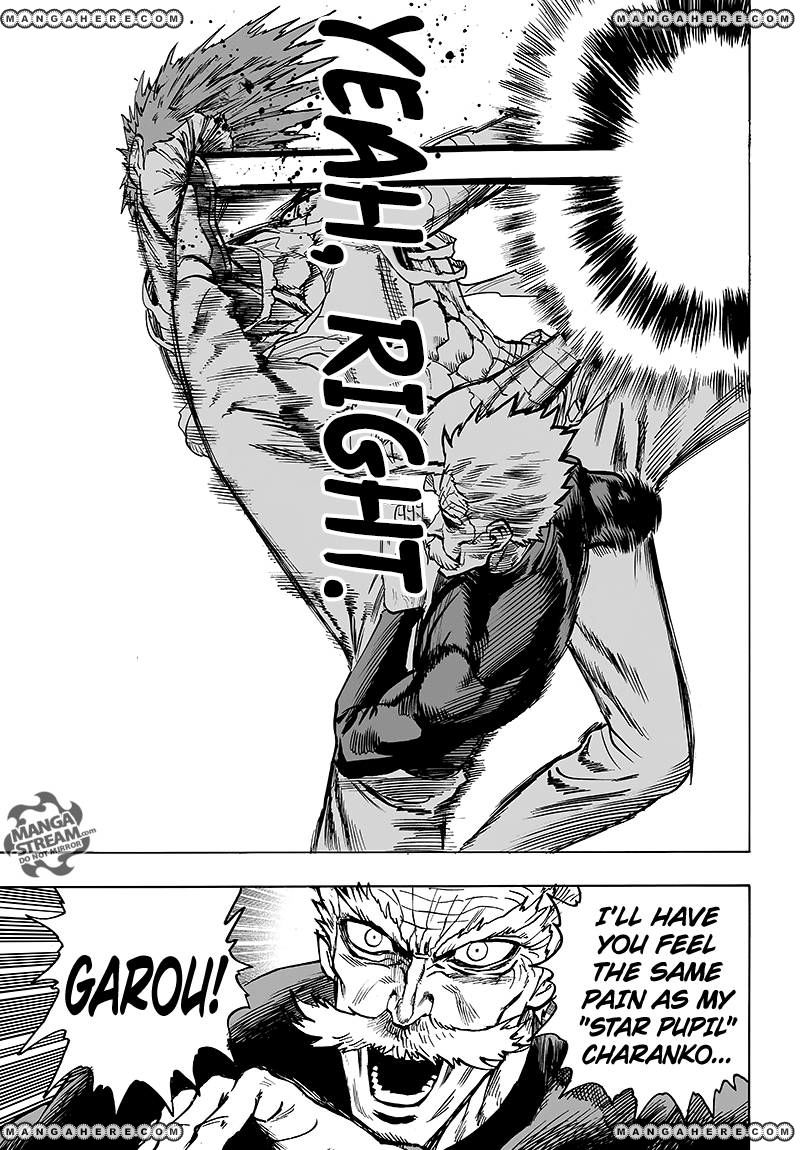 MANGAHERE.COM
MANGAHERE.COM
YEAH, RIGHT.
MANGA
STREAM.com
DO NOT MIRROR!
I'LL HAVE
YOU FEEL
THE SAME
PAIN AS MY
"STAR PUPIL"
CHARANKO...
GAROU!
MANGAHERE.COM
MANGAHERE.COM